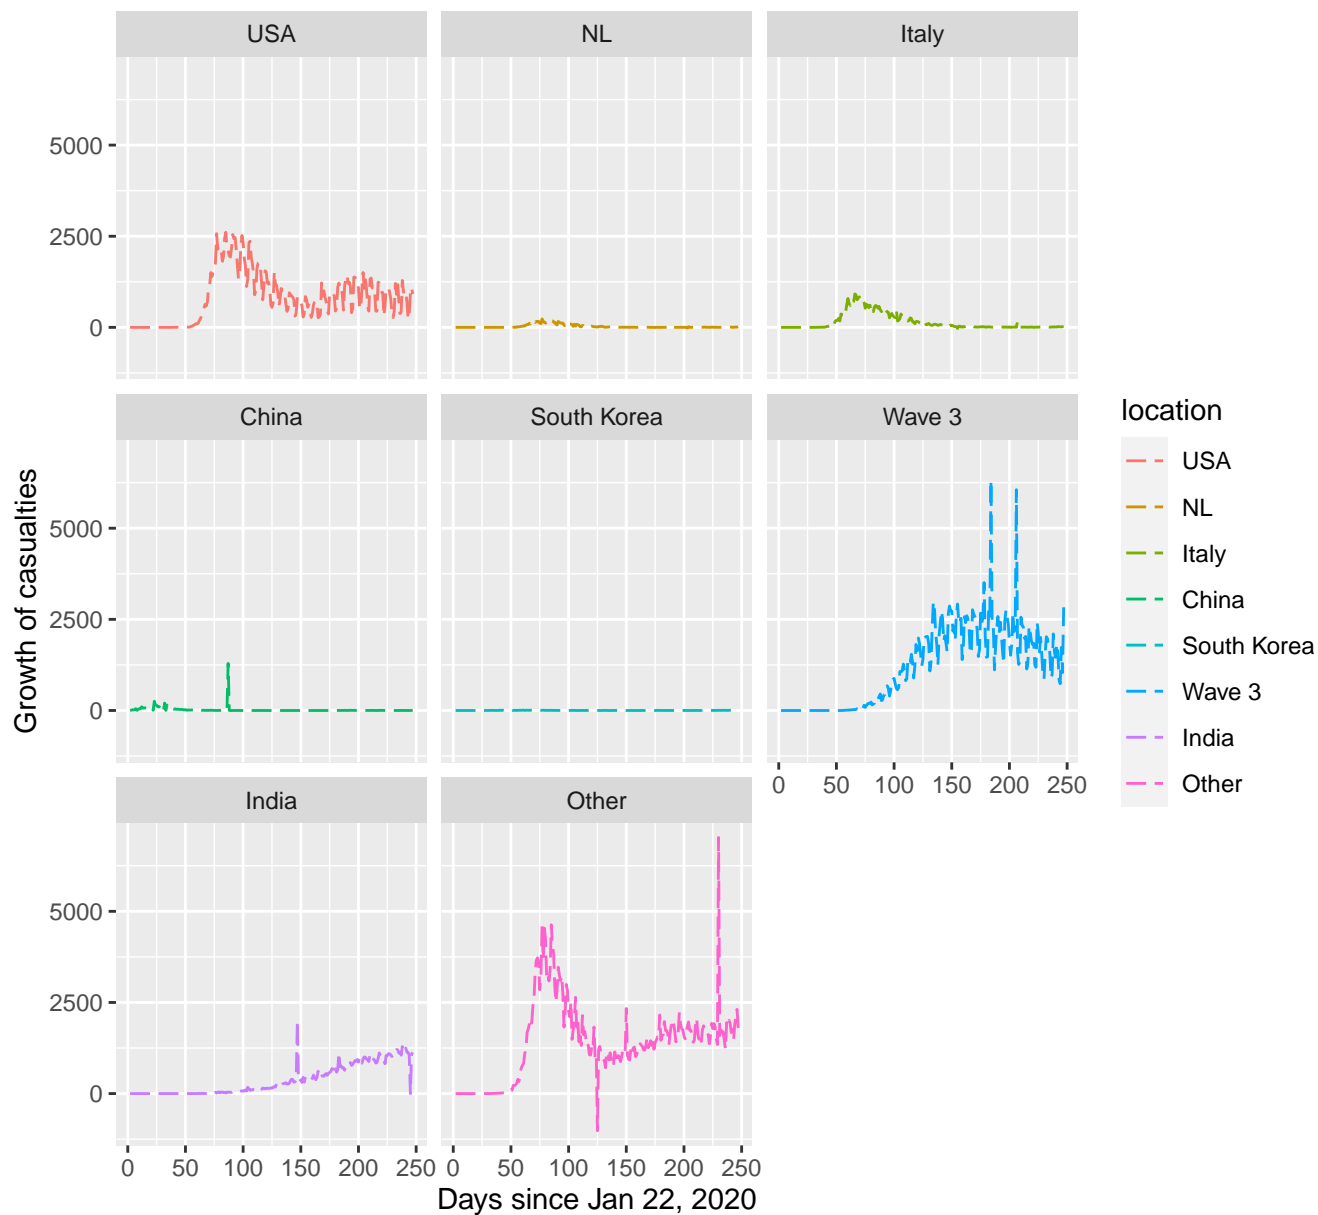 USA
NL
Italy
5000
2500
0
China
South Korea
Wave 3
5000
2500
0
0 50 100 150 200 250
India
Other
5000
2500
0
0 50 100 150 200 250
0 50 100 150 200 250
Days since Jan 22, 2020
Growth of casualties
location
USA
NL
Italy
China
South Korea
Wave 3
India
Other